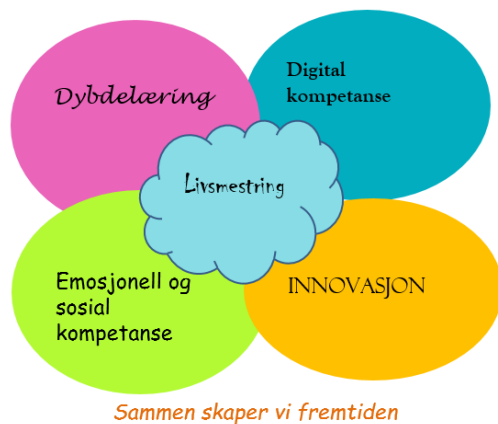 Dybdelæring
Digital
kompetanse
Livsmestring
Emosjonell og
sosial
kompetanse
INNOVASJON
Sammen skaper vi fremtiden